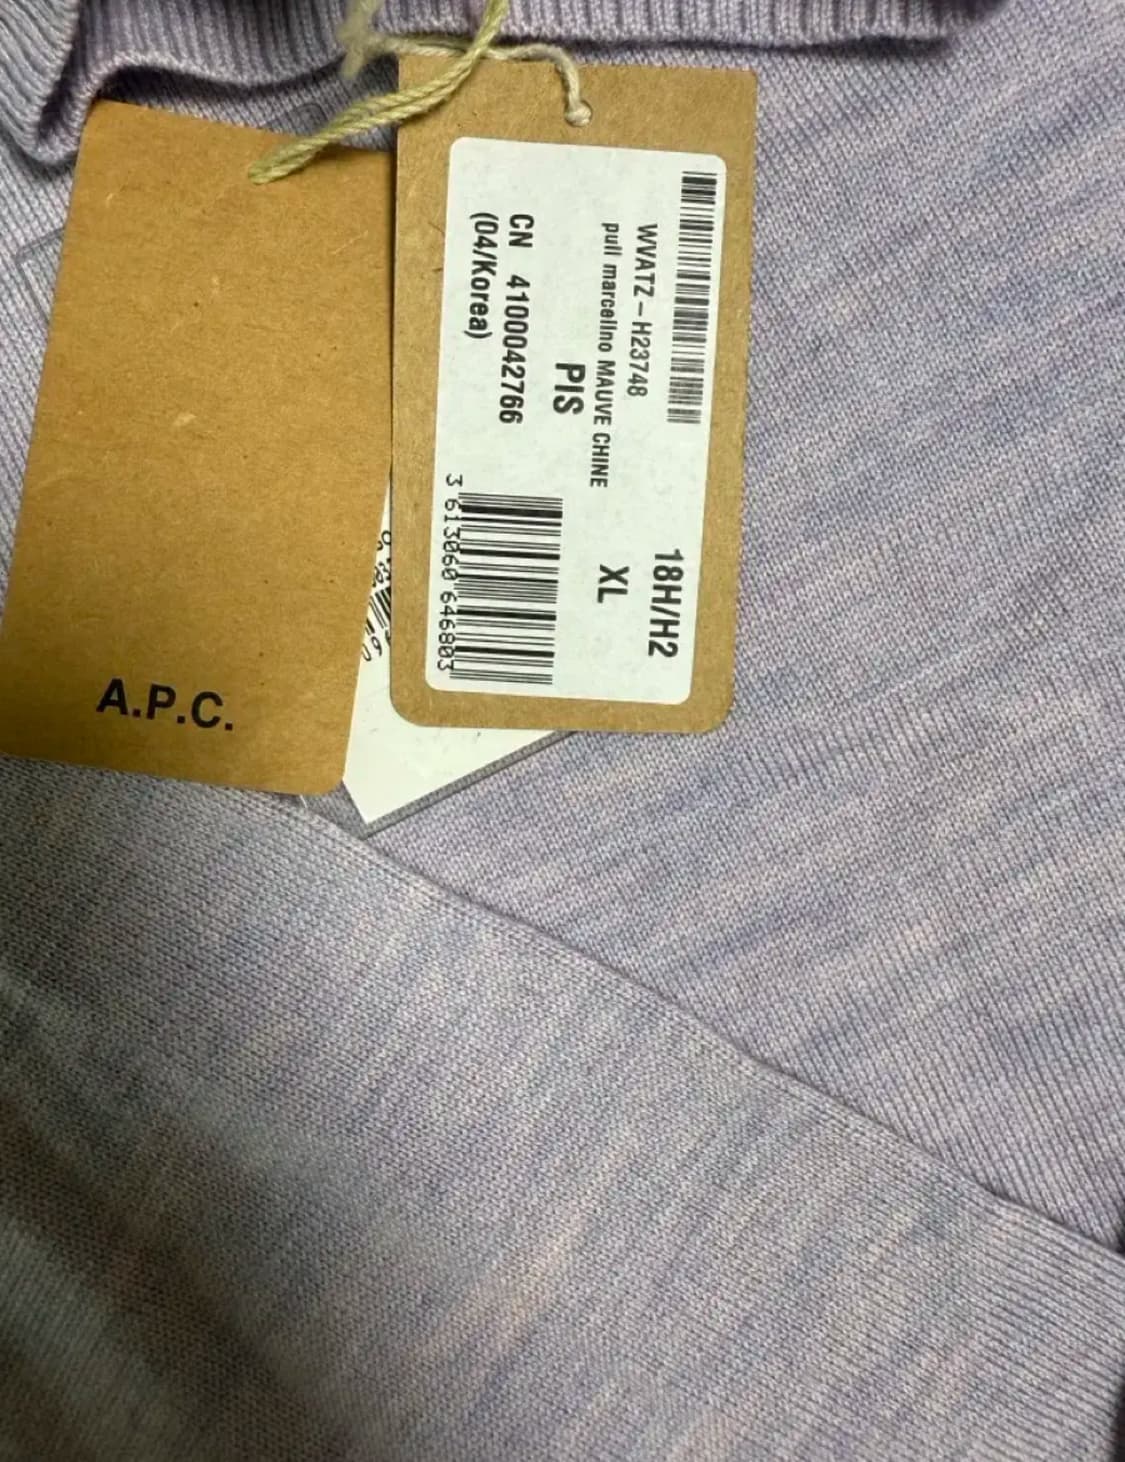 A.P.C.
18H/H2
WVATZ - H23748
pull marcelino MAUVE CHINE
XL
PIS
CN 4100042766
(04/Korea)
3 613060 646803